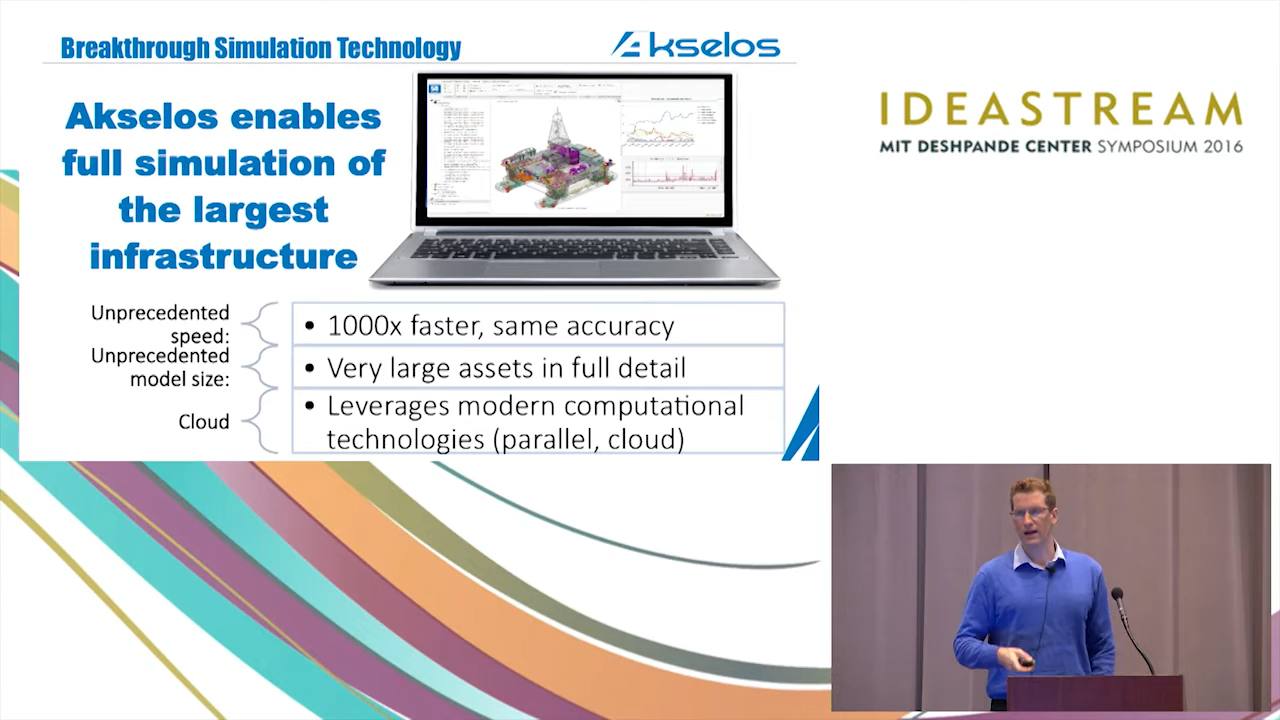 Breakthrough Simulation Technology
Akselos
Akselos enables
full simulation of
the largest
infrastructure
Unprecedented
speed:
• 1000x faster, same accuracy
Unprecedented
model size:
• Very large assets in full detail
Cloud
• Leverages modern computational
technologies (parallel, cloud)
IDEASTREAM
MIT DESHPANDE CENTER SYMPOSIUM 2016